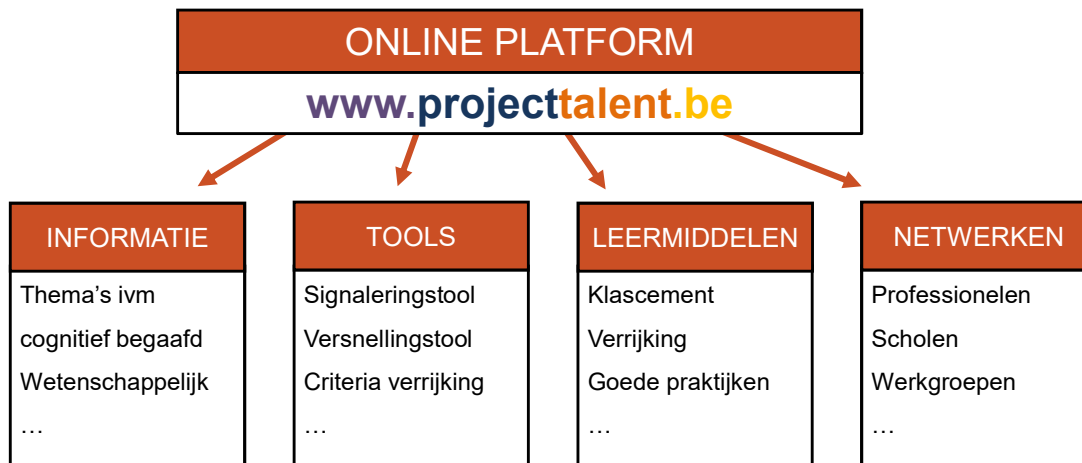 ONLINE PLATFORM
www.projecttalent.be
INFORMATIE
Thema's ivm
cognitief begaafd
Wetenschappelijk
…
TOOLS
Signaleringstool
Versnellingstool
Criteria verrijking
…
LEERMIDDELEN
Klascement
Verrijking
Goede praktijken
…
NETWERKEN
Professionelen
Scholen
Werkgroepen
…